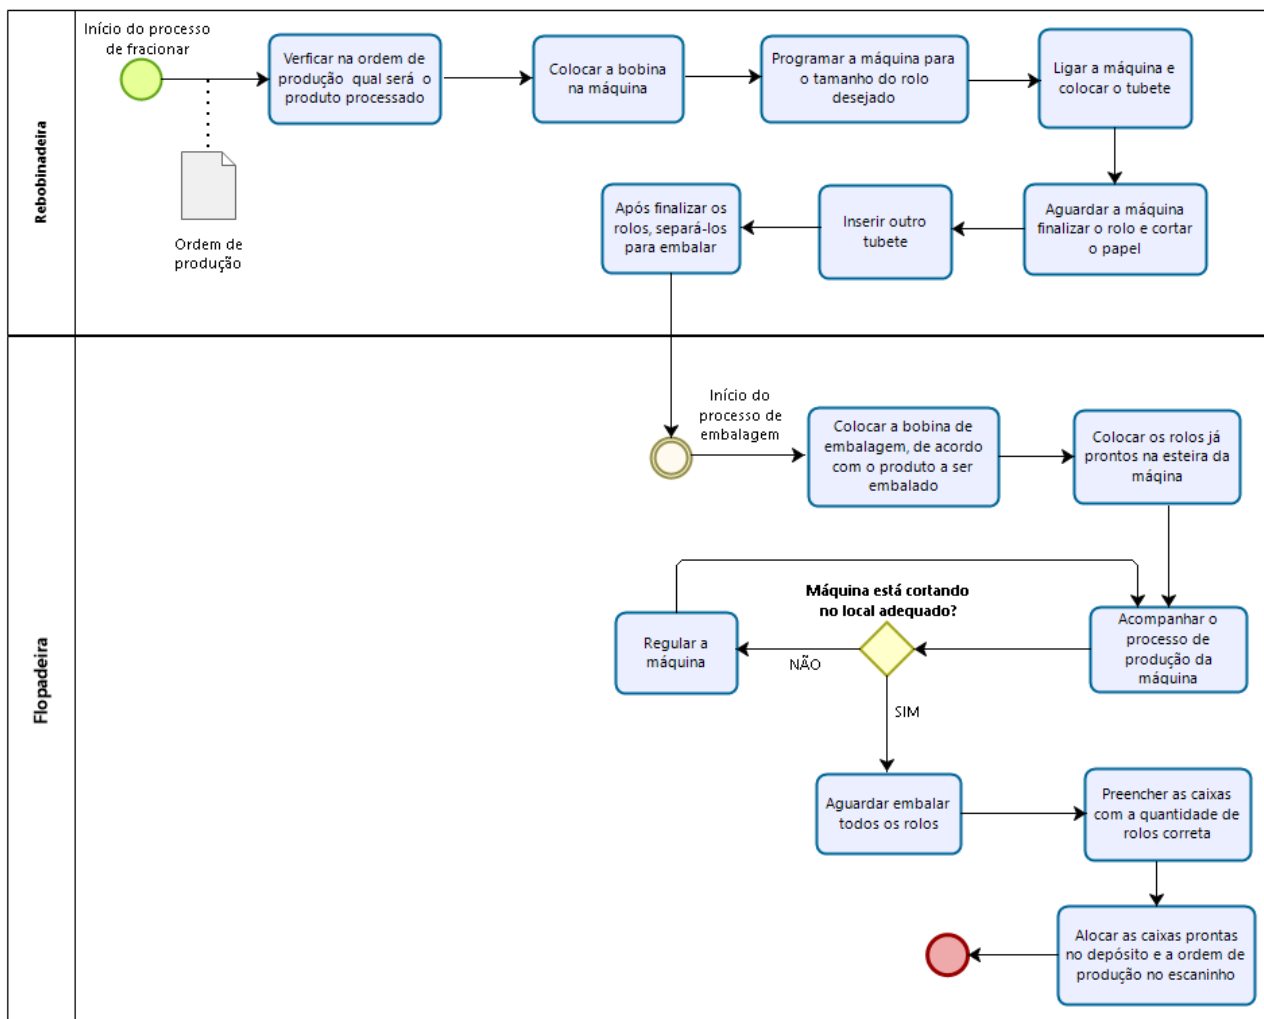 Rebobinadeira
Início do processo
de fracionar
Verficar na ordem de
produção qual será o
produto processado
Colocar a bobina
na máquina
Programar a máquina para
o tamanho do rolo
desejado
Ligar a máquina e
colocar o tubete
Ordem de
produção
Após finalizar os
rolos, separá-los
para embalar
Inserir outro
tubete
Aguardar a máquina
finalizar o rolo e cortar
o papel
Flopadeira
Início do
processo de
embalagem
Colocar a bobina de
embalagem, de acordo
com o produto a ser
embalado
Colocar os rolos já
prontos na esteira da
máqina
Máquina está cortando
no local adequado?
Regular a
máquina
NÃO
Acompanhar o
processo de
produção da
máquina
SIM
Aguardar embalar
todos os rolos
Preencher as caixas
com a quantidade de
rolos correta
Alocar as caixas prontas
no depósito e a ordem de
produção no escaninho